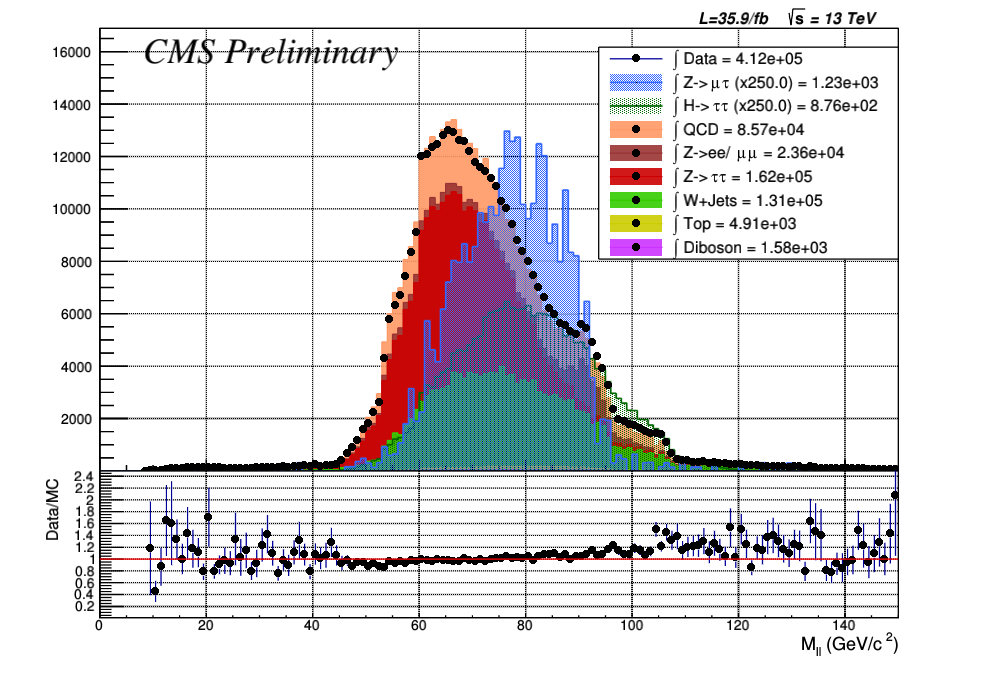 L=35.9/fb √s = 13 TeV
CMS Preliminary
∫ Data = 4.12e+05
∫ Z-> μτ (x250.0) = 1.23e+03
∫ H-> ττ (x250.0) = 8.76e+02
∫ QCD = 8.57e+04
∫ Z->ee/ μμ = 2.36e+04
∫ Z-> ττ = 1.62e+05
∫ W+Jets = 1.31e+05
∫ Top = 4.91e+03
∫ Diboson = 1.58e+03
16000
14000
12000
10000
8000
6000
4000
2000
Data/MC
2.4
2.2
2
1.8
1.6
1.4
1.2
1
0.8
0.6
0.4
0.2
0 20 40 60 80 100 120 140
M_ll (GeV/c²)